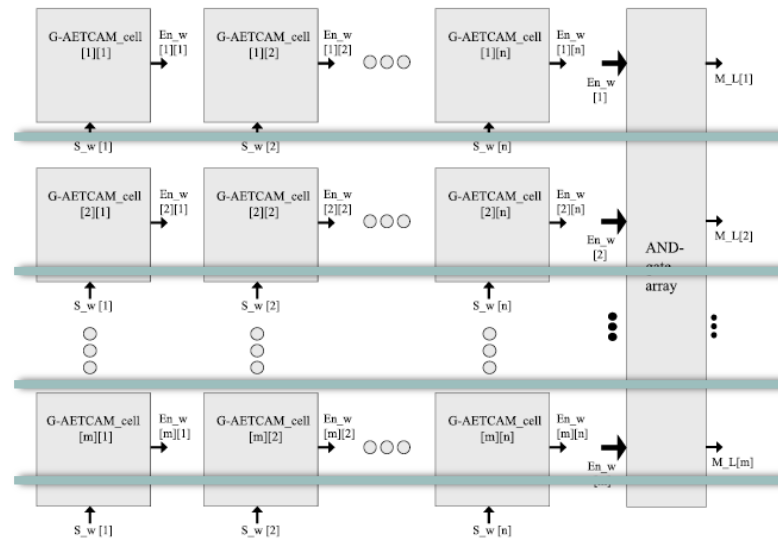 G-AETCAM_cell
[1][1]
En_w
[1][1]
G-AETCAM_cell
[1][2]
En_w
[1][2]
G-AETCAM_cell
[1][n]
En_w
[1][n]
En_w
[1]
M_L[1]
S_w [1]
S_w [2]
S_w [n]
G-AETCAM_cell
[2][1]
En_w
[2][1]
G-AETCAM_cell
[2][2]
En_w
[2][2]
G-AETCAM_cell
[2][n]
En_w
[2][n]
En_w
[2]
M_L[2]
AND-
array
S_w [1]
S_w [2]
S_w [n]
G-AETCAM_cell
[m][1]
En_w
[m][1]
G-AETCAM_cell
[m][2]
En_w
[m][2]
G-AETCAM_cell
[m][n]
En_w
[m][n]
En_w
M_L[m]
S_w [1]
S_w [2]
S_w [n]